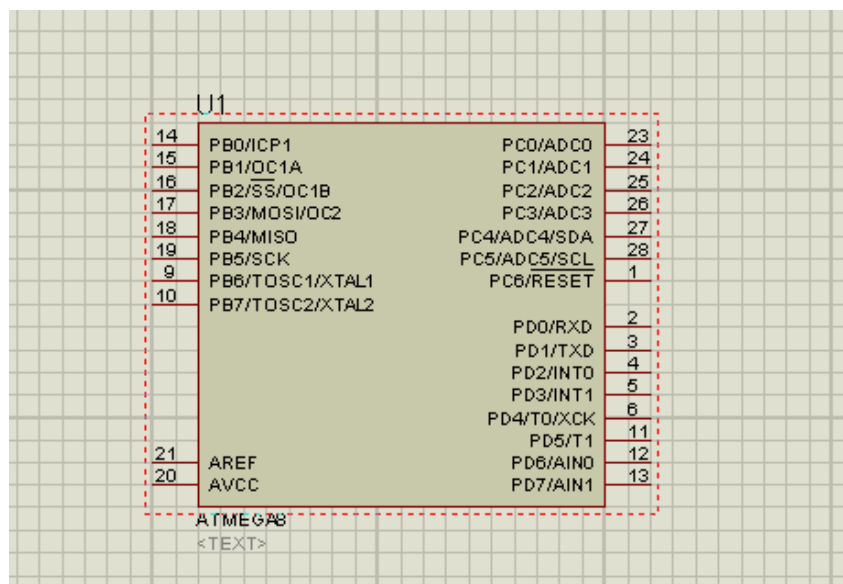 U1
14 PB0/ICP1 PC0/ADC0 23
15 PB1/OC1A PC1/ADC1 24
16 PB2/SS/OC1B PC2/ADC2 25
17 PB3/MOSI/OC2 PC3/ADC3 26
18 PB4/MISO PC4/ADC4/SDA 27
19 PB5/SCK PC5/ADC5/SCL 28
9 PB6/TOSC1/XTAL1 PC6/RESET 1
10 PB7/TOSC2/XTAL2
PD0/RXD 2
PD1/TXD 3
PD2/INT0 4
PD3/INT1 5
PD4/T0/XCK 6
PD5/T1 11
21 AREF PD6/AIN0 12
20 AVCC PD7/AIN1 13
ATMEGA8
<TEXT>